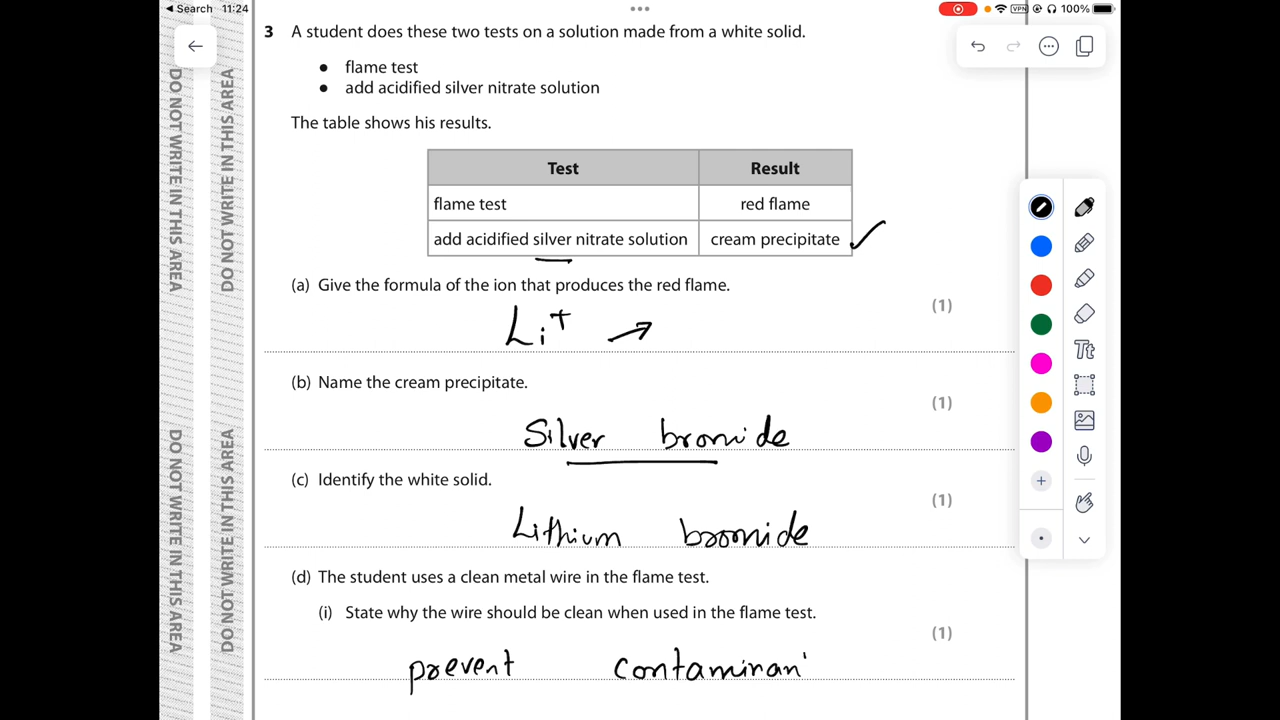 Search 11:24
VPN 100%
3 A student does these two tests on a solution made from a white solid.
• flame test
• add acidified silver nitrate solution
The table shows his results.
Test Result
flame test red flame
add acidified silver nitrate solution cream precipitate
(a) Give the formula of the ion that produces the red flame.
(1)
Li+ →
(b) Name the cream precipitate.
(1)
Silver bromide
(c) Identify the white solid.
(1)
Lithium bromide
(d) The student uses a clean metal wire in the flame test.
(i) State why the wire should be clean when used in the flame test.
(1)
prevent contaminani
DO NOT WRITE IN THIS AREA
DO NOT WRITE IN THIS AREA
DO NOT WRITE IN THIS AREA
DO NOT WRITE IN THIS AREA
Tt